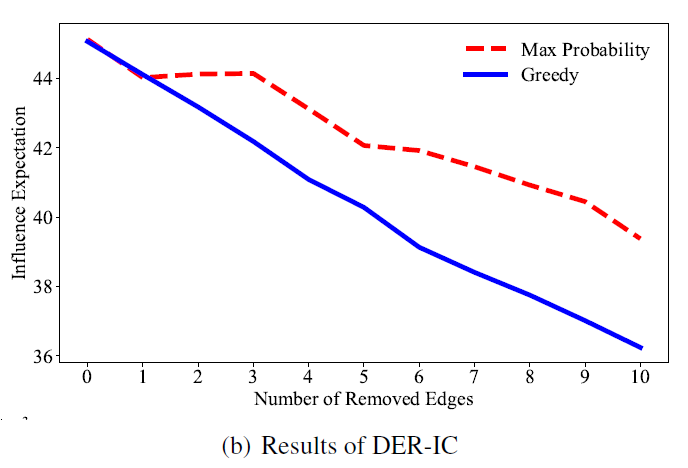 Max Probability
Greedy
Influence Expectation
44
42
40
38
36
0 1 2 3 4 5 6 7 8 9 10
Number of Removed Edges
(b) Results of DER-IC